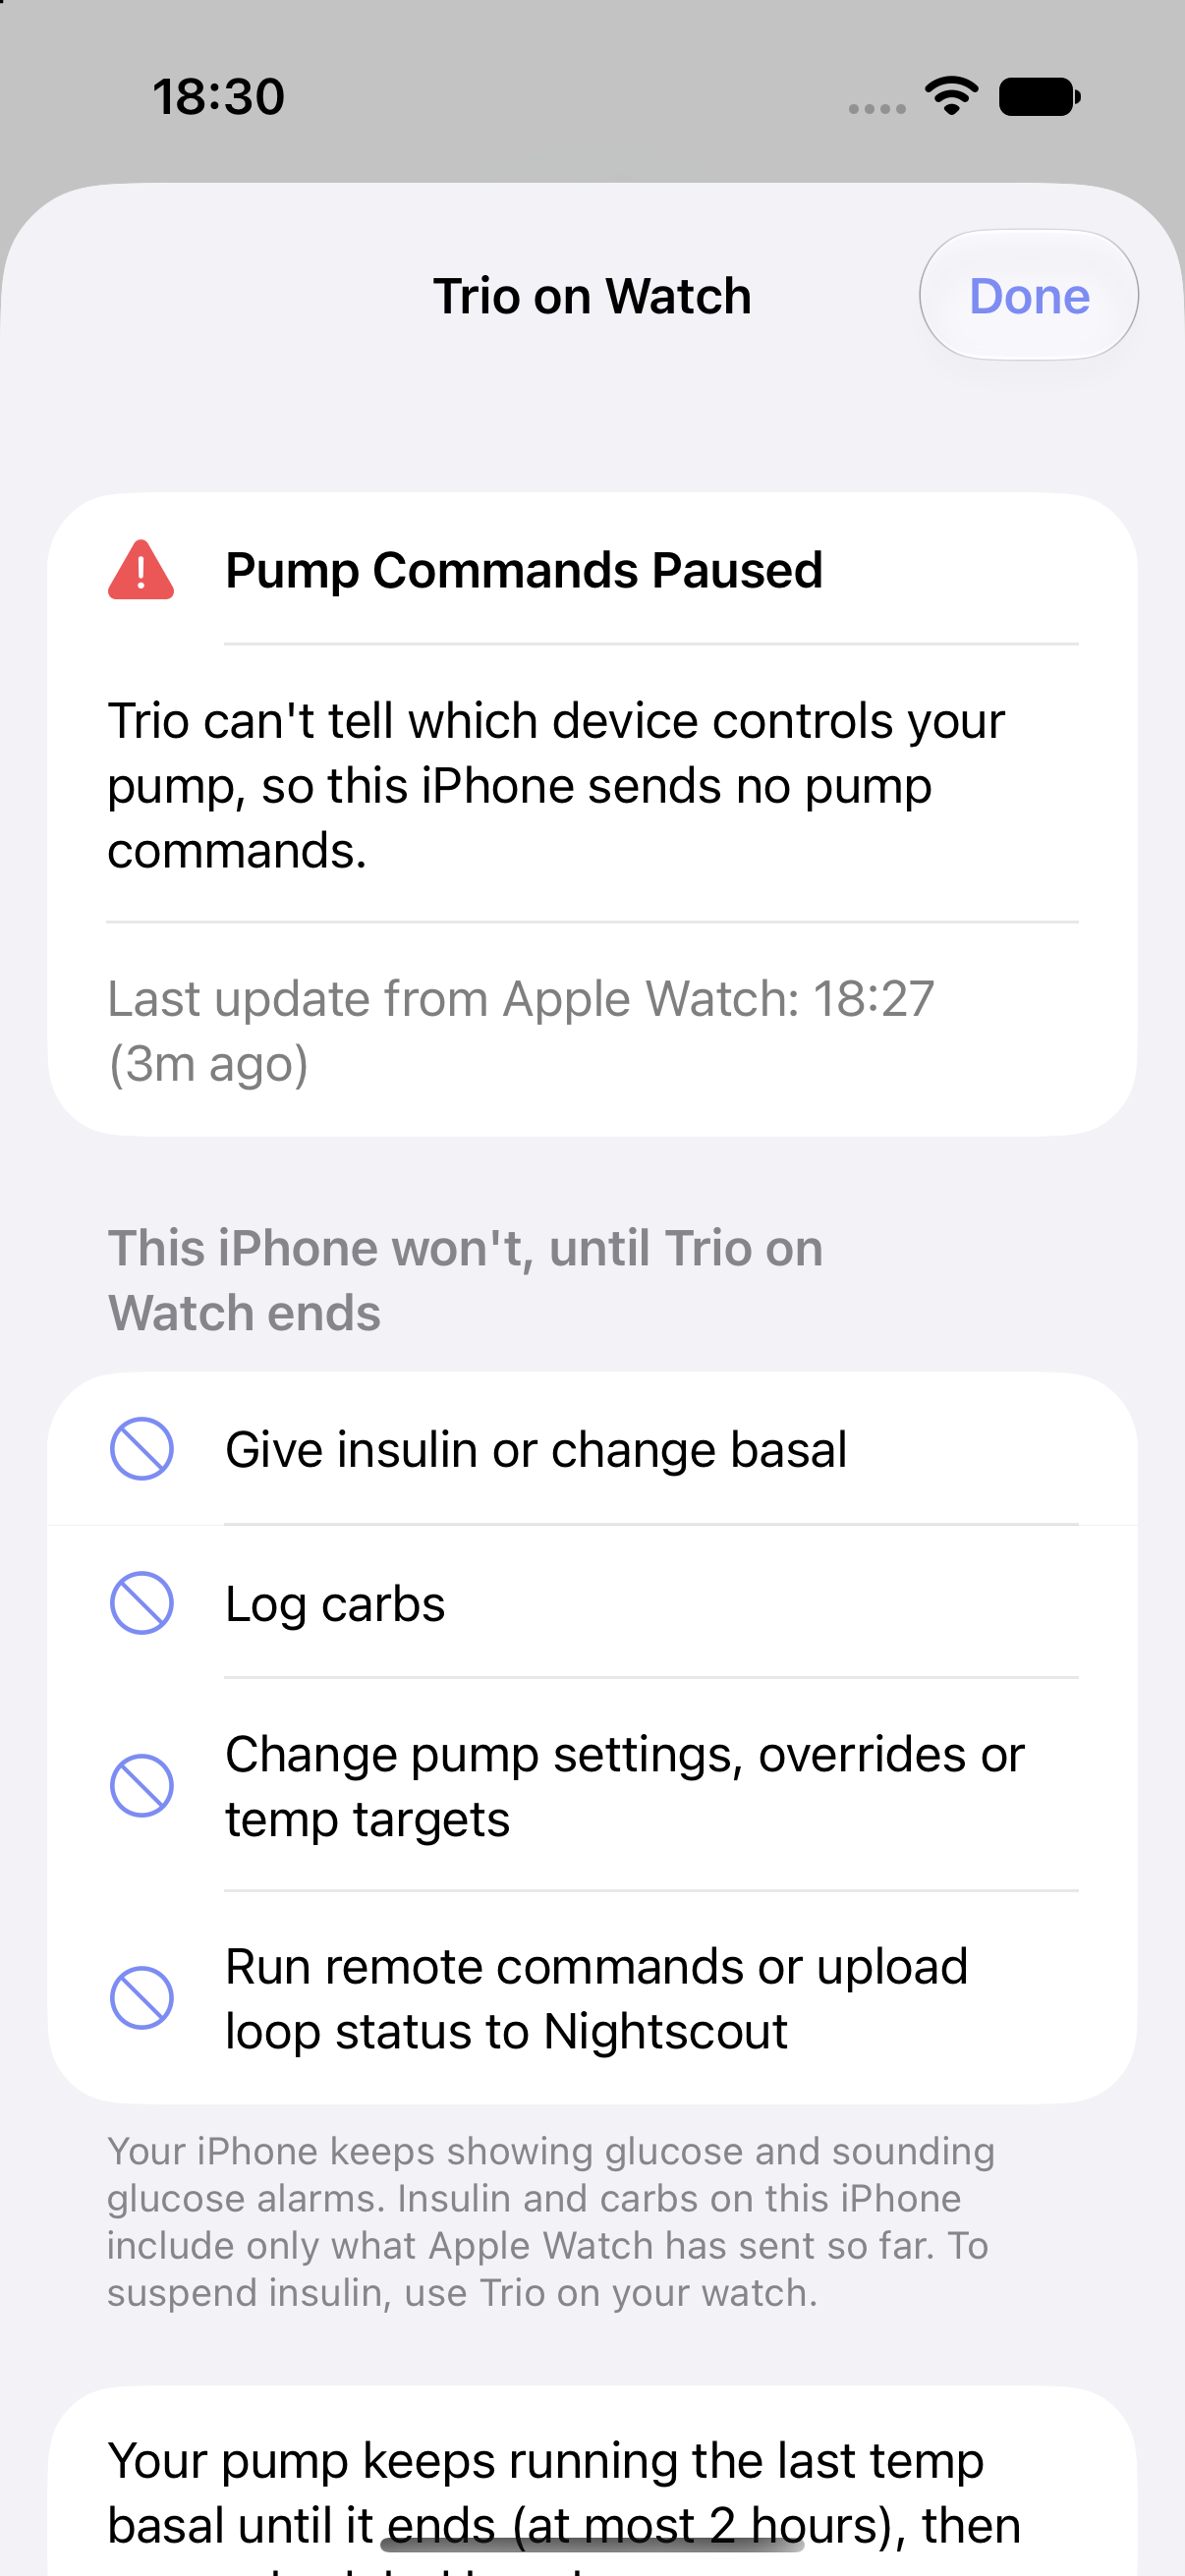 18:30
Trio on Watch
Done
Pump Commands Paused
Trio can't tell which device controls your
pump, so this iPhone sends no pump
commands.
Last update from Apple Watch: 18:27
(3m ago)
This iPhone won't, until Trio on
Watch ends
Give insulin or change basal
Log carbs
Change pump settings, overrides or
temp targets
Run remote commands or upload
loop status to Nightscout
Your iPhone keeps showing glucose and sounding
glucose alarms. Insulin and carbs on this iPhone
include only what Apple Watch has sent so far. To
suspend insulin, use Trio on your watch.
Your pump keeps running the last temp
basal until it ends (at most 2 hours), then